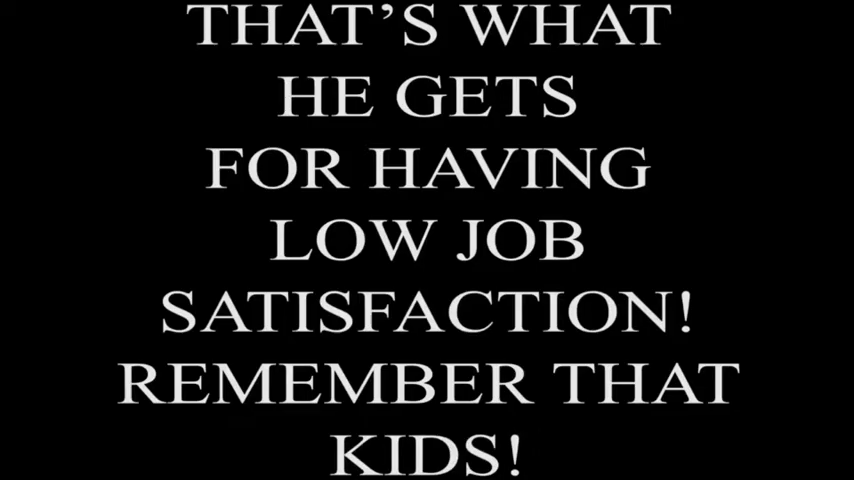 THAT’S WHAT
HE GETS
FOR HAVING
LOW JOB
SATISFACTION!
REMEMBER THAT
KIDS!